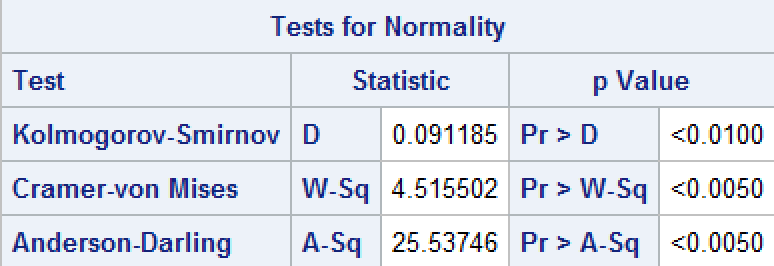 Tests for Normality
Test Statistic p Value
Kolmogorov-Smirnov D 0.091185 Pr > D <0.0100
Cramer-von Mises W-Sq 4.515502 Pr > W-Sq <0.0050
Anderson-Darling A-Sq 25.53746 Pr > A-Sq <0.0050